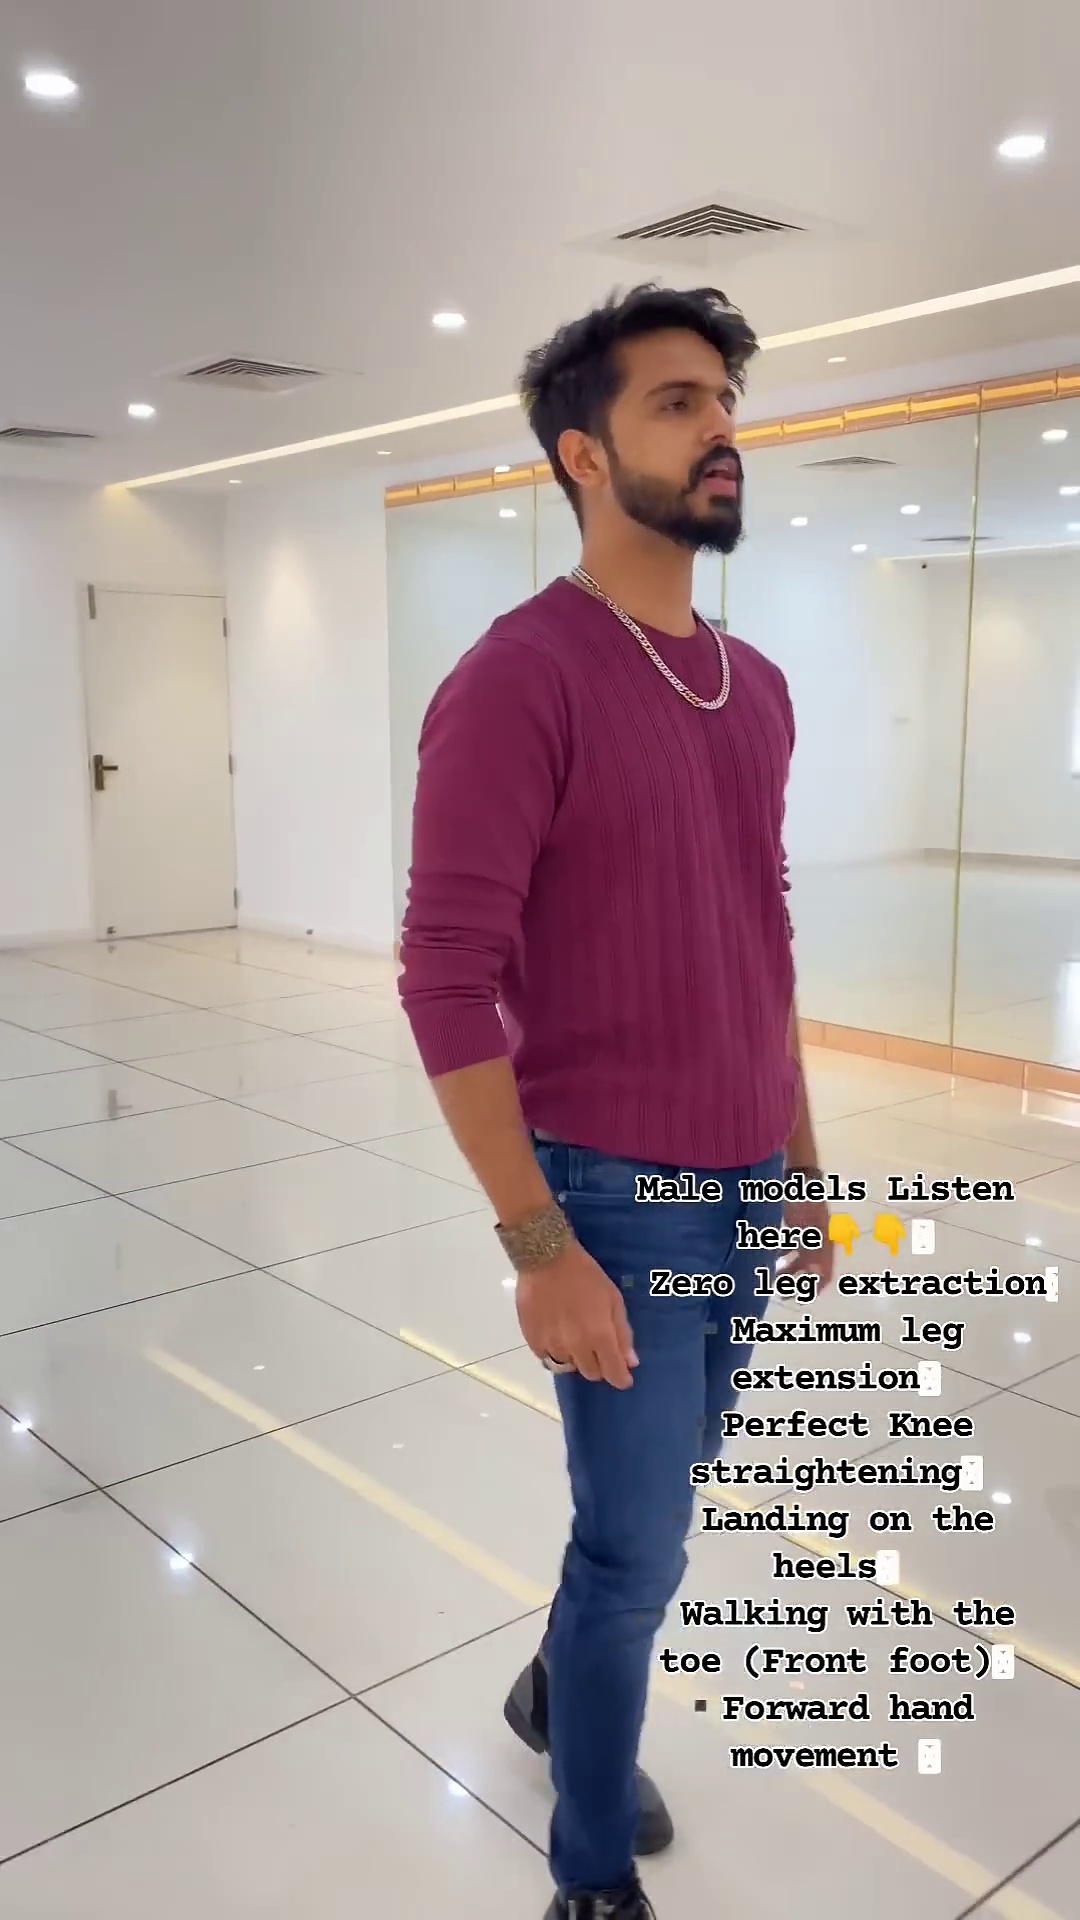 Male models Listen
here👇👇
▪ Zero leg extraction
▪ Maximum leg
extension
▪ Perfect Knee
straightening
▪ Landing on the
heels
▪ Walking with the
toe (Front foot)
▪ Forward hand
movement